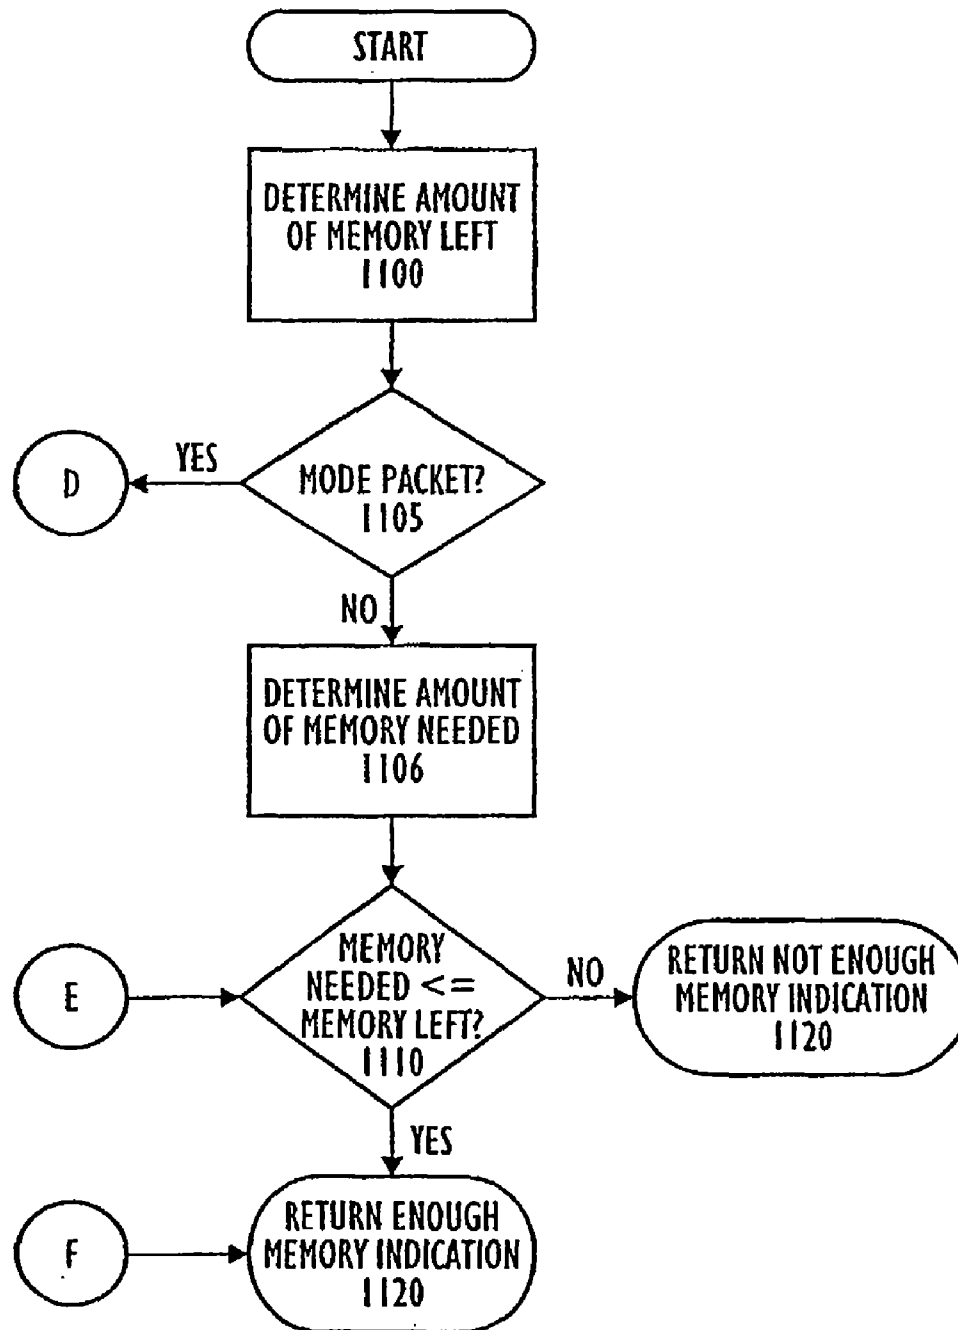 START
DETERMINE AMOUNT
OF MEMORY LEFT
1100
D
YES
MODE PACKET?
1105
NO
DETERMINE AMOUNT
OF MEMORY NEEDED
1106
E
MEMORY
NEEDED <=
MEMORY LEFT?
1110
NO
RETURN NOT ENOUGH
MEMORY INDICATION
1120
YES
F
RETURN ENOUGH
MEMORY INDICATION
1120